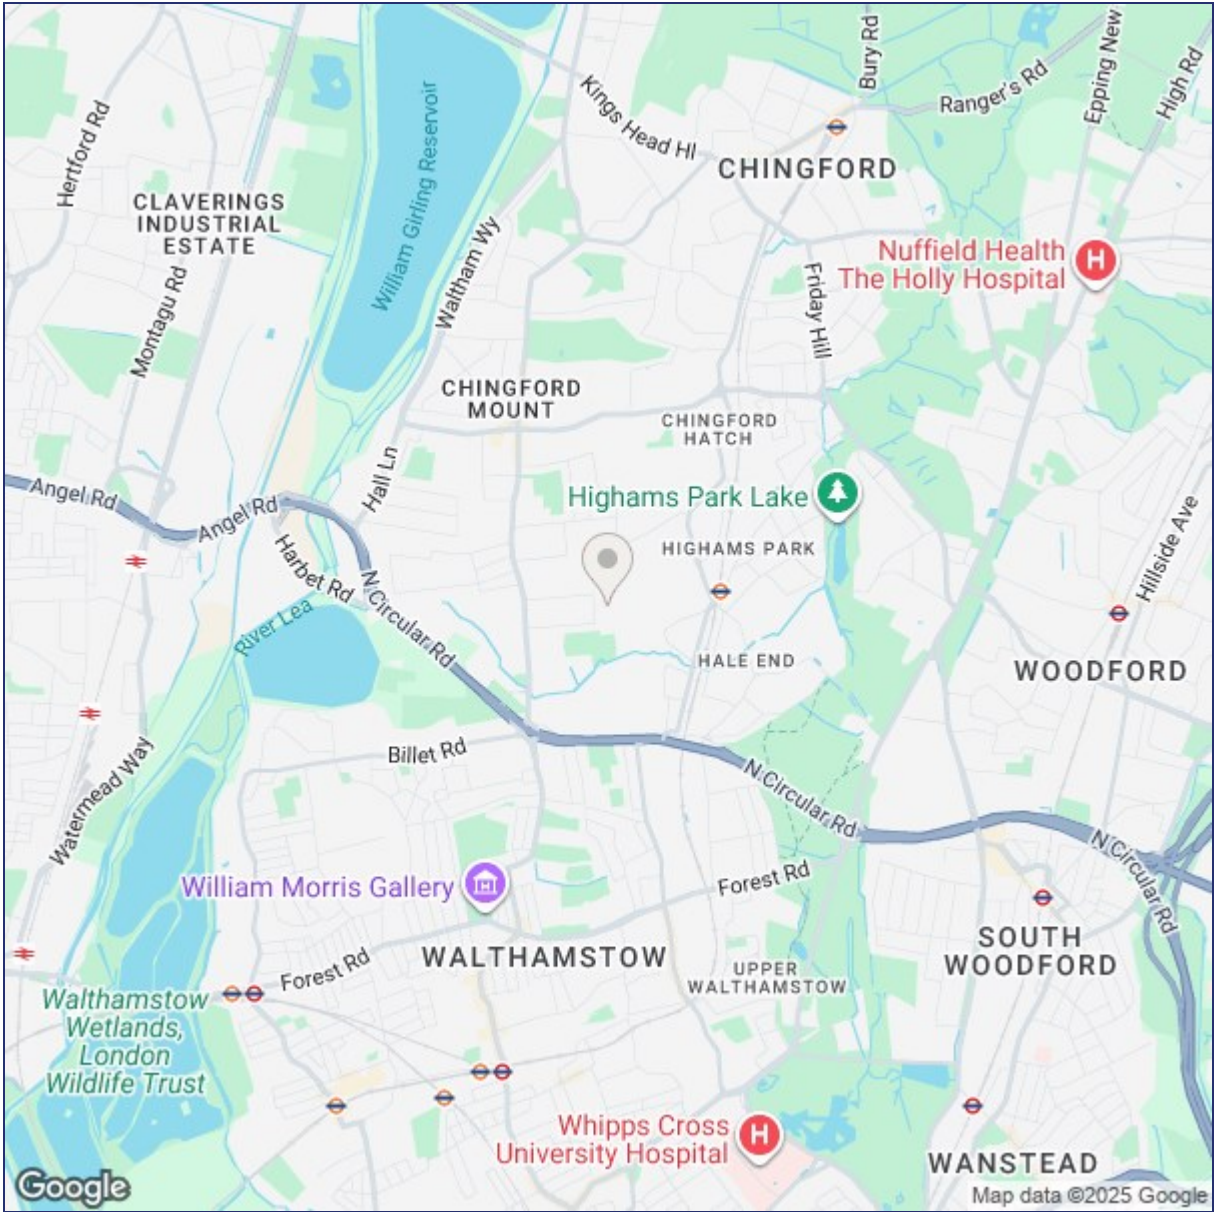 Bury Rd
Epping New
Ranger's Rd
High Rd
Kings Head Hl
Hertford Rd
William Girling Reservoir
CHINGFORD
CLAVERINGS
INDUSTRIAL
ESTATE
Waltham Wy
Nuffield Health
The Holly Hospital
H
Friday Hill
Montagu Rd
CHINGFORD
MOUNT
CHINGFORD
HATCH
Hall Ln
Angel Rd
Angel Rd
Highams Park Lake
HIGHAMS PARK
Hillside Ave
Harbet Rd
N Circular Rd
River Lea
HALE END
WOODFORD
Billet Rd
Watermead Way
N Circular Rd
N Circular Rd
William Morris Gallery
Forest Rd
WALTHAMSTOW
SOUTH
WOODFORD
Forest Rd
UPPER
WALTHAMSTOW
Walthamstow
Wetlands,
London
Wildlife Trust
Whipps Cross
University Hospital
H
WANSTEAD
Google
Map data ©2025 Google